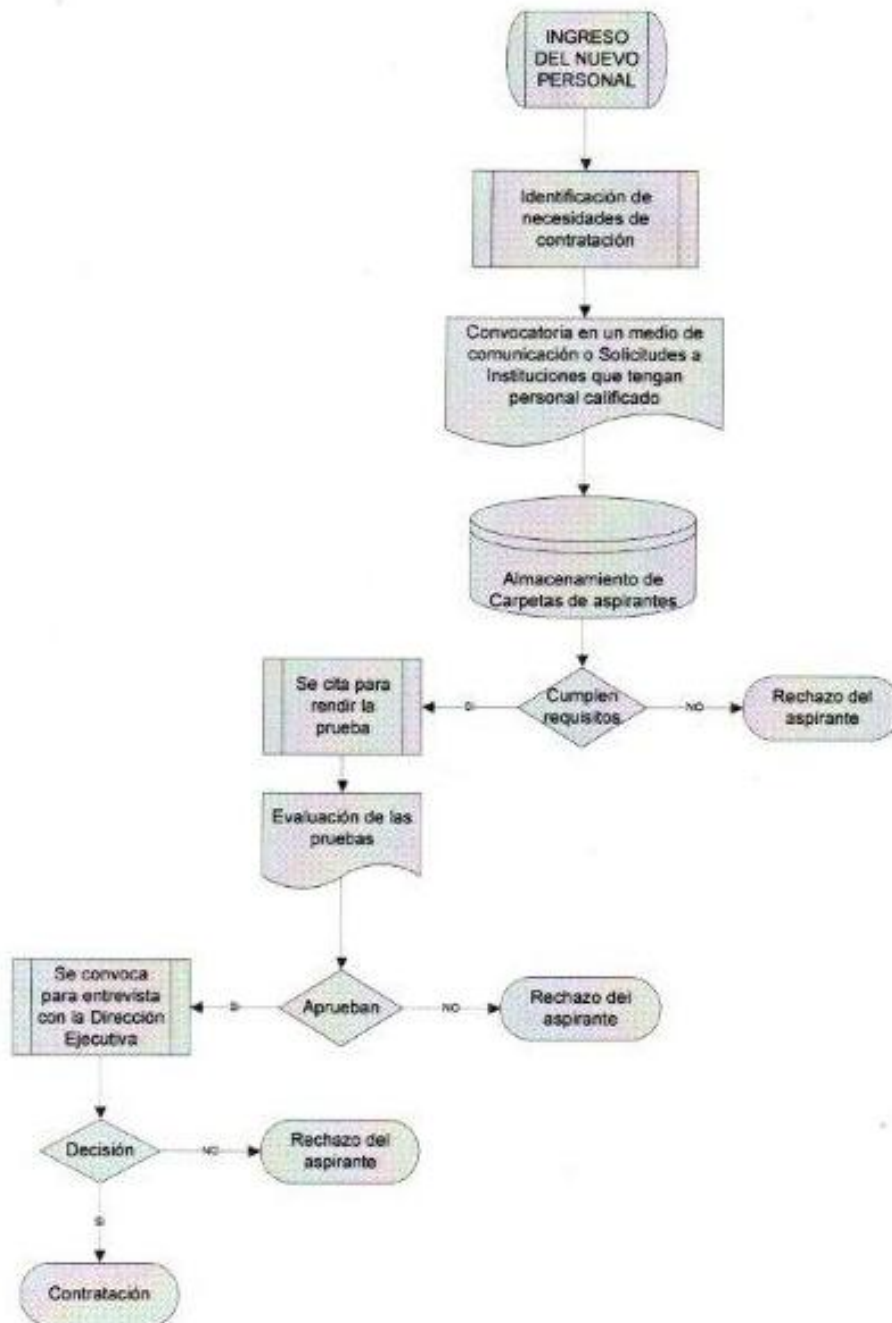 INGRESO
DEL NUEVO
PERSONAL
Identificación de
necesidades de
contratación
Convocatoria en un medio de
comunicación o Solicitudes a
Instituciones que tengan
personal calificado
Almacenamiento de
Carpetas de aspirantes
Cumplen
requisitos
SI
NO
Se cita para
rendir la
prueba
Rechazo del
aspirante
Evaluación de las
pruebas
Aprueban
SI
NO
Se convoca
para entrevista
con la Dirección
Ejecutiva
Rechazo del
aspirante
Decisión
NO
Rechazo del
aspirante
SI
Contratación